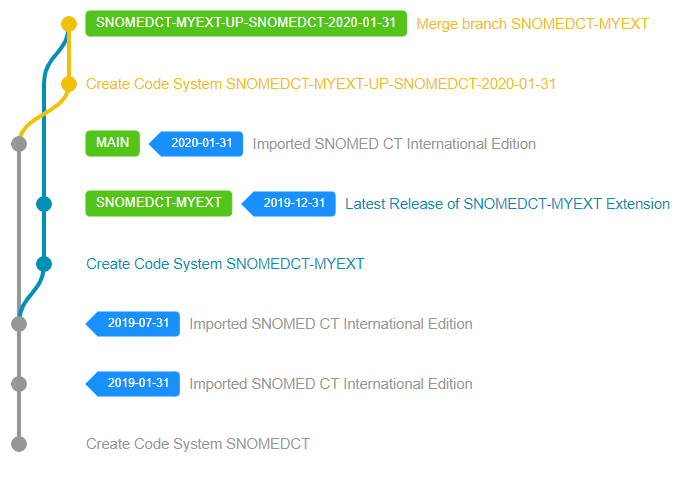 SNOMEDCT-MYEXT-UP-SNOMEDCT-2020-01-31 Merge branch SNOMEDCT-MYEXT
Create Code System SNOMEDCT-MYEXT-UP-SNOMEDCT-2020-01-31
MAIN 2020-01-31 Imported SNOMED CT International Edition
SNOMEDCT-MYEXT 2019-12-31 Latest Release of SNOMEDCT-MYEXT Extension
Create Code System SNOMEDCT-MYEXT
2019-07-31 Imported SNOMED CT International Edition
2019-01-31 Imported SNOMED CT International Edition
Create Code System SNOMEDCT